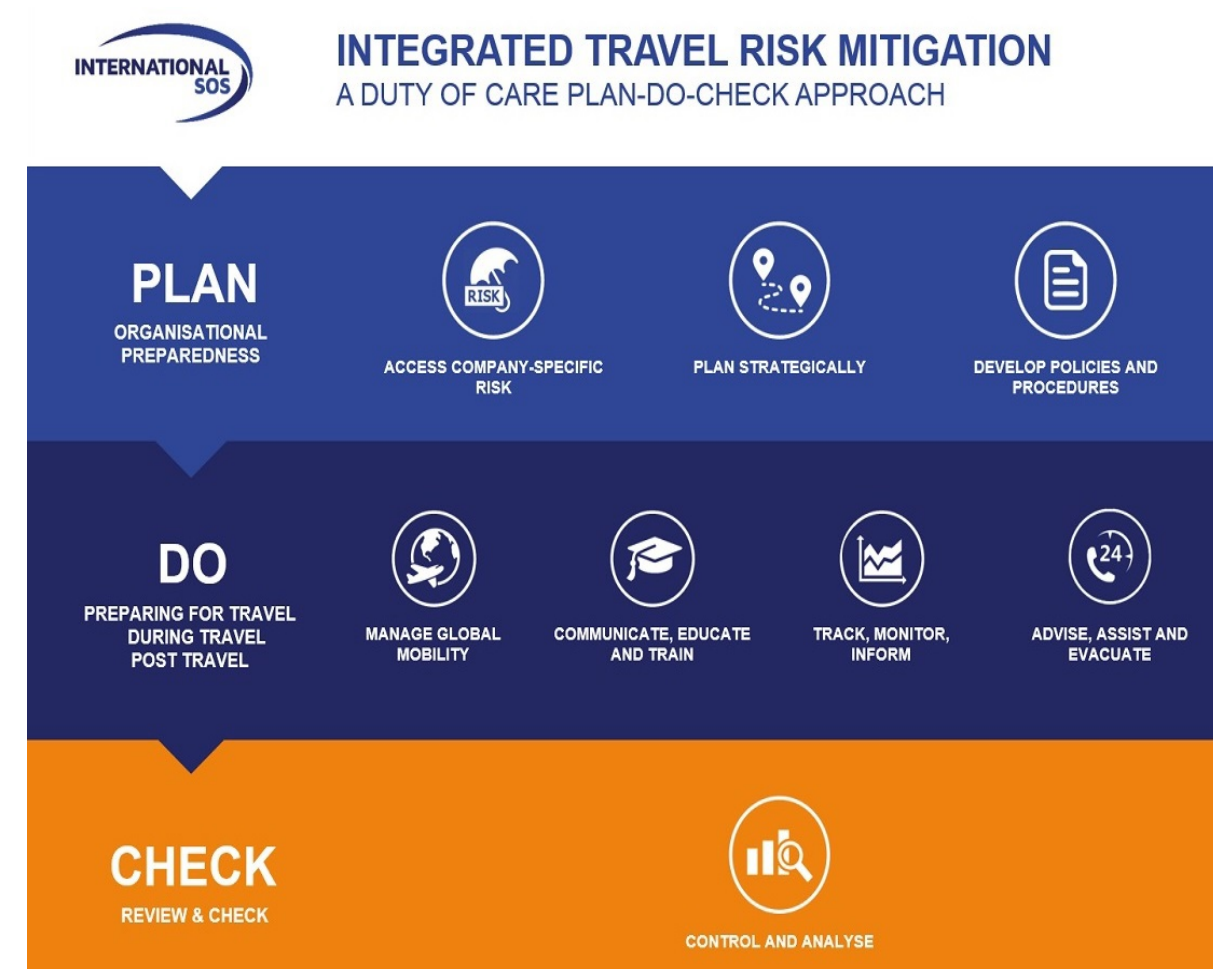 INTERNATIONAL
SOS
INTEGRATED TRAVEL RISK MITIGATION
A DUTY OF CARE PLAN-DO-CHECK APPROACH
PLAN
ORGANISATIONAL
PREPAREDNESS
RISK
ACCESS COMPANY-SPECIFIC
RISK
PLAN STRATEGICALLY
DEVELOP POLICIES AND
PROCEDURES
DO
PREPARING FOR TRAVEL
DURING TRAVEL
POST TRAVEL
MANAGE GLOBAL
MOBILITY
COMMUNICATE, EDUCATE
AND TRAIN
TRACK, MONITOR,
INFORM
24
ADVISE, ASSIST AND
EVACUATE
CHECK
REVIEW & CHECK
CONTROL AND ANALYSE